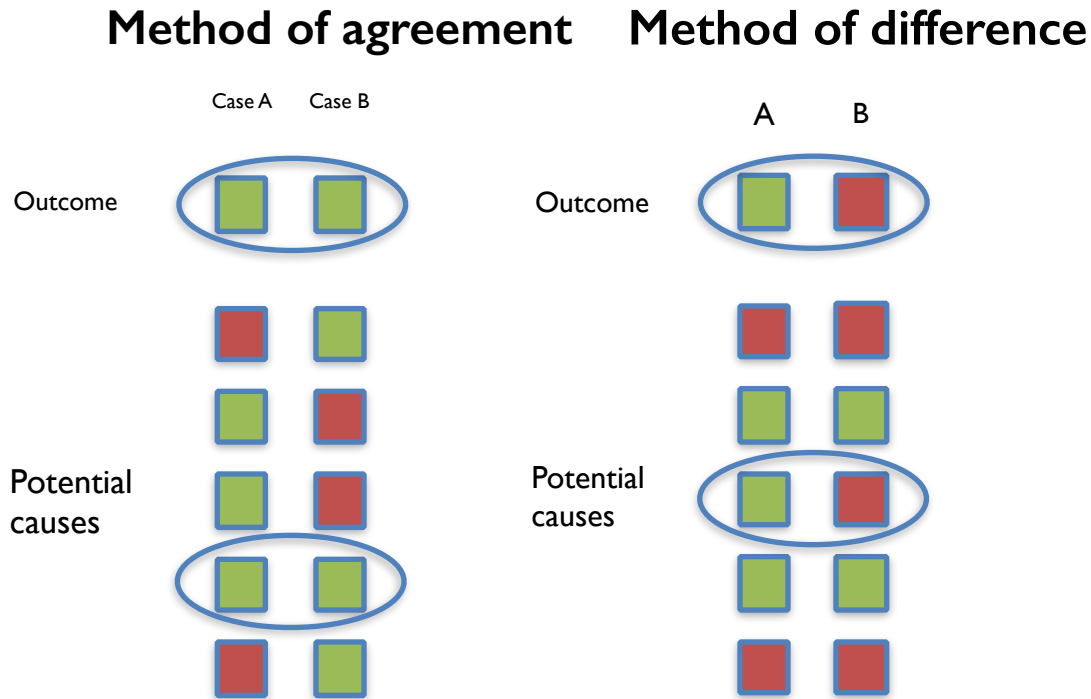 Method of agreement
Case A
Case B
Outcome
Potential
causes
Method of difference
A
B
Outcome
Potential
causes